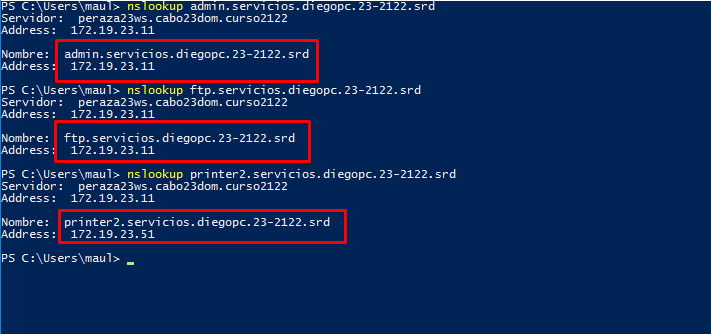 PS C:\Users\maul> nslookup admin.servicios.diegopc.23-2122.srd
Servidor:  peraza23ws.cabo23dom.curso2122
Address:  172.19.23.11
Nombre:  admin.servicios.diegopc.23-2122.srd
Address:  172.19.23.11
PS C:\Users\maul> nslookup ftp.servicios.diegopc.23-2122.srd
Servidor:  peraza23ws.cabo23dom.curso2122
Address:  172.19.23.11
Nombre:  ftp.servicios.diegopc.23-2122.srd
Address:  172.19.23.11
PS C:\Users\maul> nslookup printer2.servicios.diegopc.23-2122.srd
Servidor:  peraza23ws.cabo23dom.curso2122
Address:  172.19.23.11
Nombre:  printer2.servicios.diegopc.23-2122.srd
Address:  172.19.23.51
PS C:\Users\maul> _